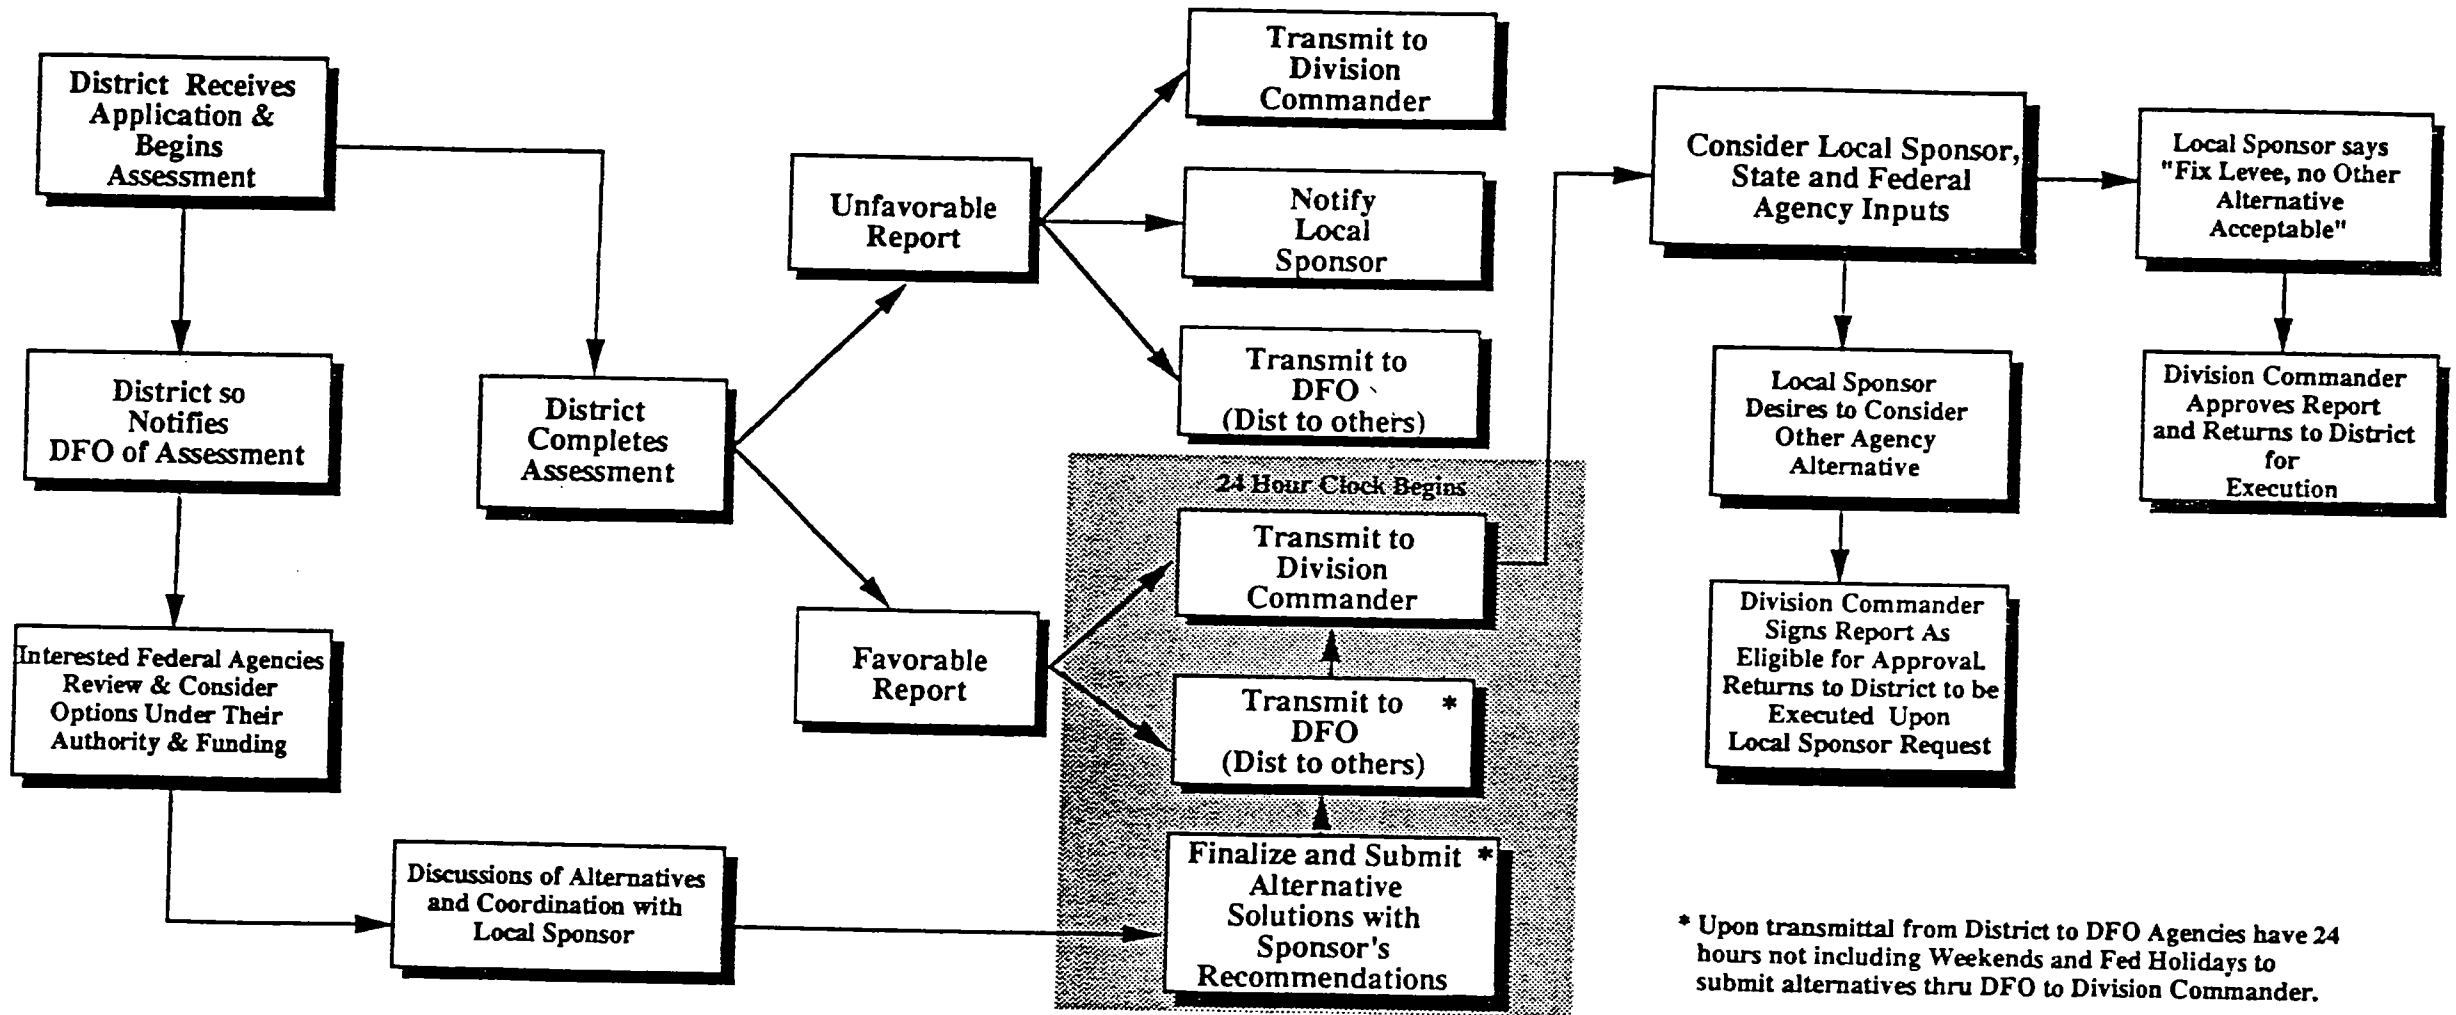 District Receives
Application &
Begins
Assessment
District so
Notifies
DFO of Assessment
Interested Federal Agencies
Review & Consider
Options Under Their
Authority & Funding
Discussions of Alternatives
and Coordination with
Local Sponsor
District
Completes
Assessment
Unfavorable
Report
Favorable
Report
Transmit to
Division
Commander
Notify
Local
Sponsor
Transmit to
DFO
(Dist to others)
24 Hour Clock Begins
Transmit to
Division
Commander
Transmit to *
DFO
(Dist to others)
Finalize and Submit *
Alternative
Solutions with
Sponsor's
Recommendations
Consider Local Sponsor,
State and Federal
Agency Inputs
Local Sponsor
Desires to Consider
Other Agency
Alternative
Division Commander
Signs Report As
Eligible for Approval.
Returns to District to be
Executed Upon
Local Sponsor Request
Local Sponsor says
"Fix Levee, no Other
Alternative
Acceptable"
Division Commander
Approves Report
and Returns to District
for
Execution
* Upon transmittal from District to DFO Agencies have 24
hours not including Weekends and Fed Holidays to
submit alternatives thru DFO to Division Commander.